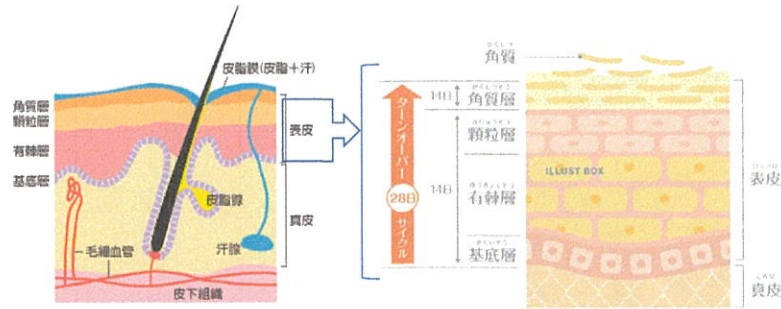 皮脂膜(皮脂＋汗)
角質層
顆粒層
有棘層
基底層
表皮
真皮
皮脂腺
汗腺
毛細血管
皮下組織
角質
14日
角質層
顆粒層
ターンオーバー
28日
サイクル
14日
有棘層
基底層
ILLUST BOX
表皮
真皮